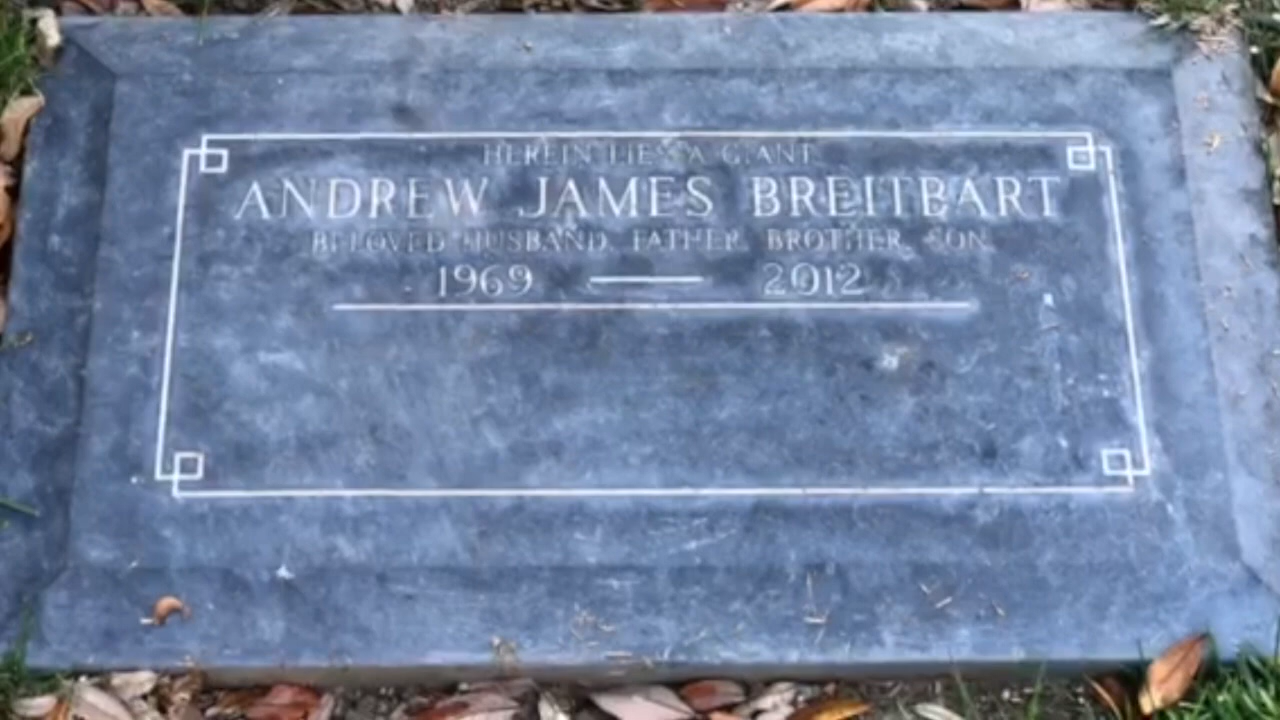 HEREIN LIES A GIANT
ANDREW JAMES BREITBART
BELOVED HUSBAND, FATHER, BROTHER, SON
1969 — 2012